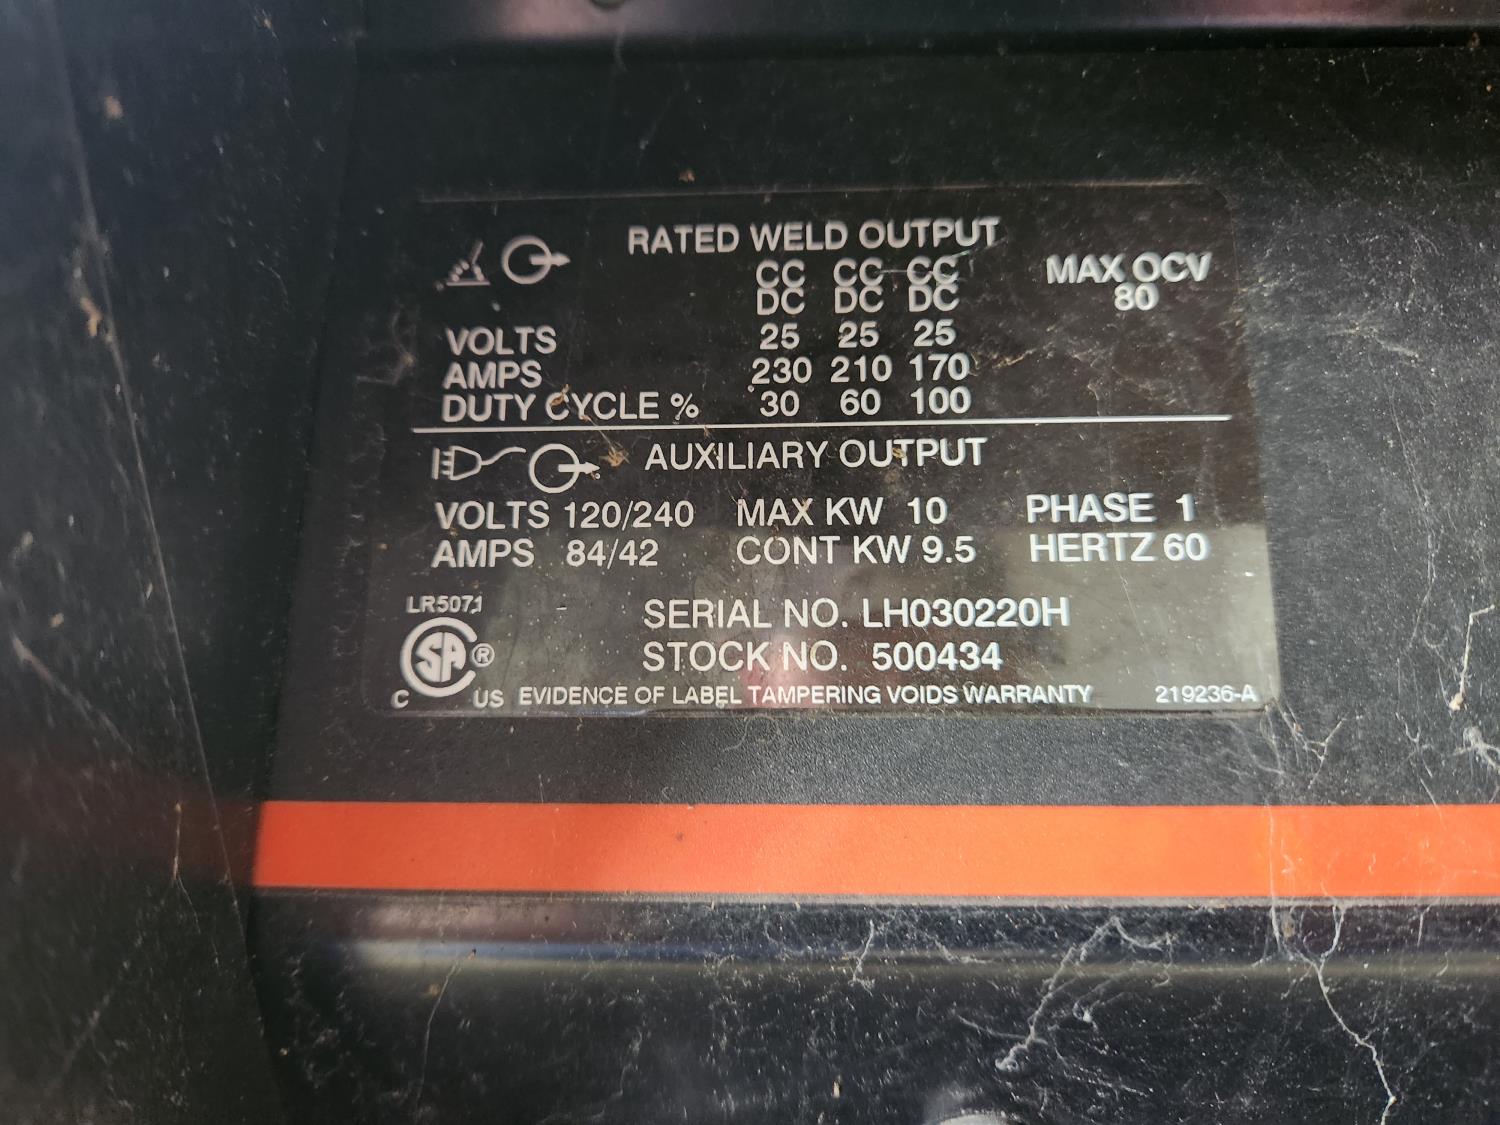 RATED WELD OUTPUT
CC CC CC MAX OCV
DC DC DC 80
VOLTS 25 25 25
AMPS 230 210 170
DUTY CYCLE % 30 60 100
AUXILIARY OUTPUT
VOLTS 120/240 MAX KW 10 PHASE 1
AMPS 84/42 CONT KW 9.5 HERTZ 60
LR5071
SERIAL NO. LH030220H
SA ®
STOCK NO. 500434
C US EVIDENCE OF LABEL TAMPERING VOIDS WARRANTY 219236-A